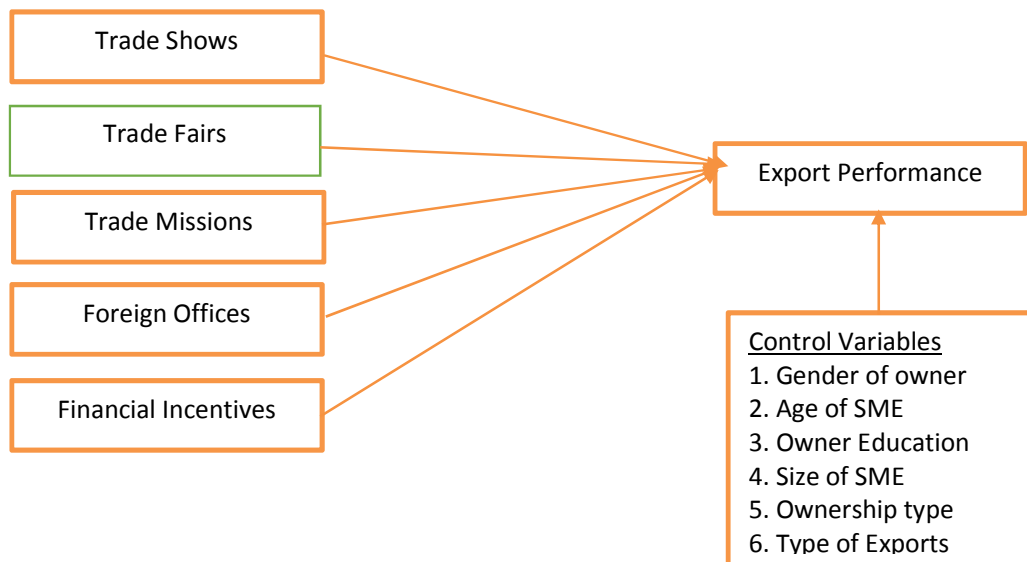 Trade Shows
Trade Fairs
Trade Missions
Foreign Offices
Financial Incentives
Export Performance
Control Variables
1. Gender of owner
2. Age of SME
3. Owner Education
4. Size of SME
5. Ownership type
6. Type of Exports